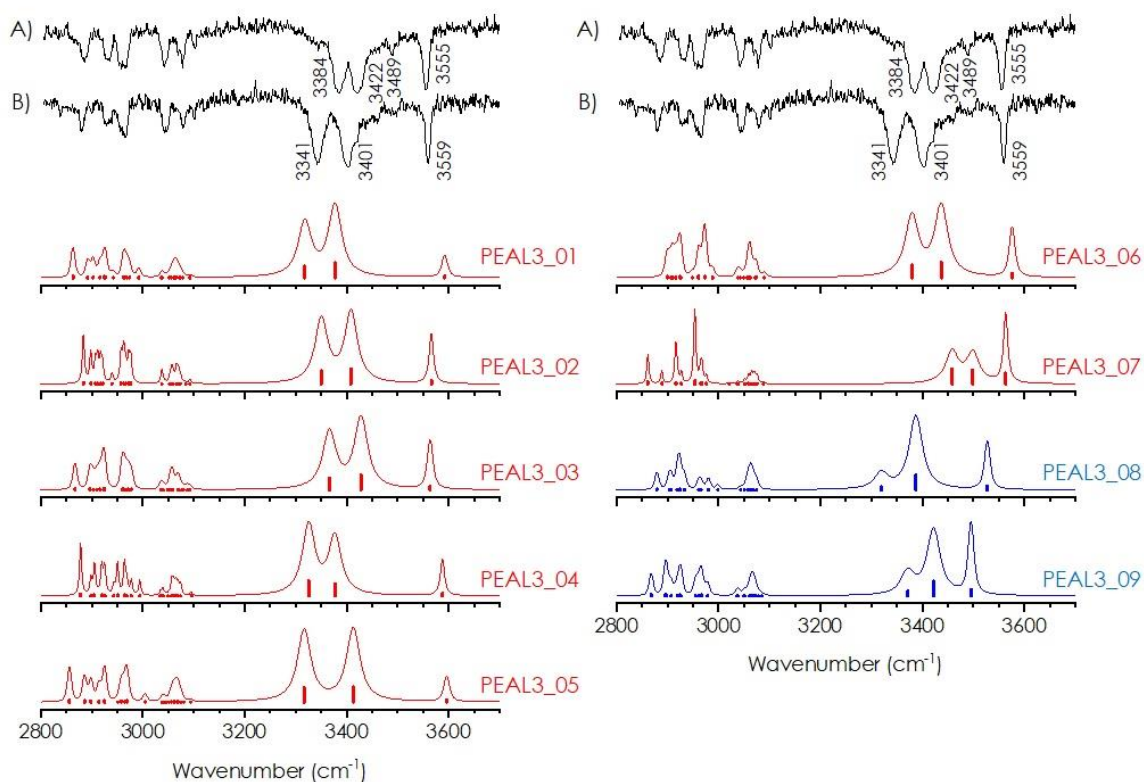 A)
3384
3422
3489
3555
B)
3341
3401
3559
PEAL3_01
PEAL3_02
PEAL3_03
PEAL3_04
PEAL3_05
2800 3000 3200 3400 3600
Wavenumber (cm⁻¹)
A)
3384
3422
3489
3555
B)
3341
3401
3559
PEAL3_06
PEAL3_07
PEAL3_08
PEAL3_09
2800 3000 3200 3400 3600
Wavenumber (cm⁻¹)